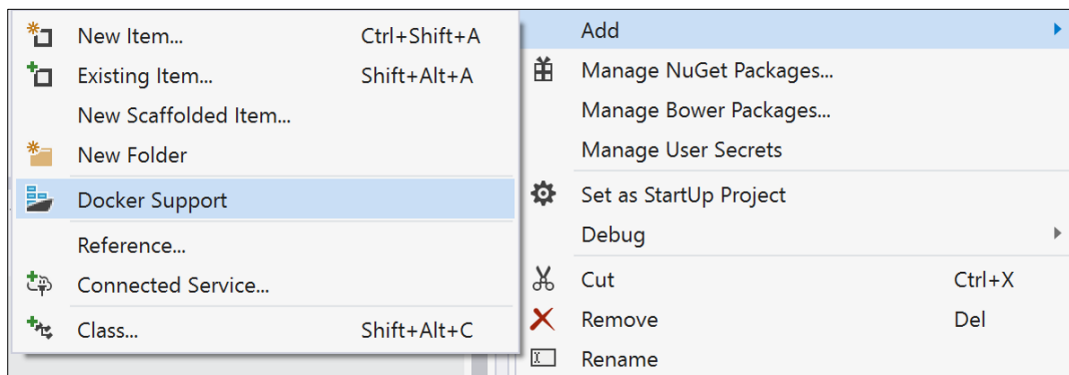 New Item... Ctrl+Shift+A
Existing Item... Shift+Alt+A
New Scaffolded Item...
New Folder
Docker Support
Reference...
Connected Service...
Class... Shift+Alt+C
Add
Manage NuGet Packages...
Manage Bower Packages...
Manage User Secrets
Set as StartUp Project
Debug
Cut Ctrl+X
Remove Del
Rename